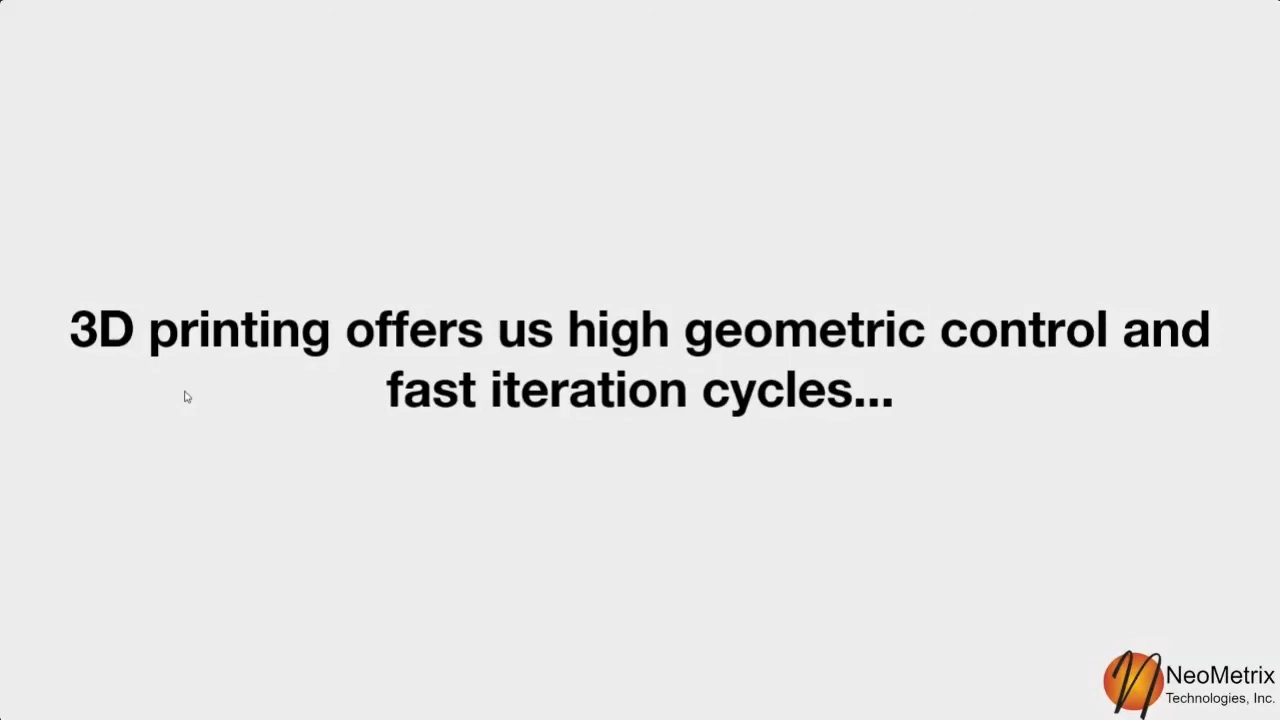 3D printing offers us high geometric control and
fast iteration cycles...
NeoMetrix
Technologies, Inc.